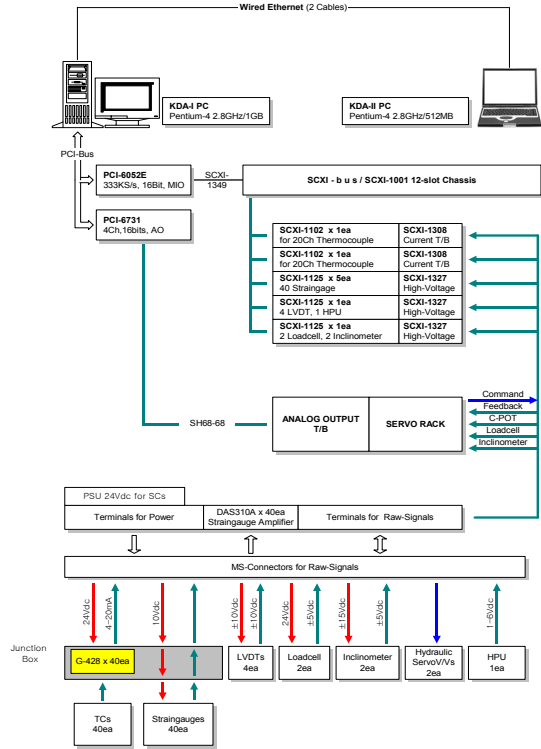 Wired Ethernet (2 Cables)
KDA-I PC
Pentium-4 2.8GHz/1GB
KDA-II PC
Pentium-4 2.8GHz/512MB
PCI-Bus
PCI-6052E
333KS/s, 16Bit, MIO
SCXI-
1349
SCXI - b u s / SCXI-1001 12-slot Chassis
PCI-6731
4Ch,16bits, AO
SCXI-1102 x 1ea
for 20Ch Thermocouple
SCXI-1308
Current T/B
SCXI-1102 x 1ea
for 20Ch Thermocouple
SCXI-1308
Current T/B
SCXI-1125 x 5ea
40 Straingage
SCXI-1327
High-Voltage
SCXI-1125 x 1ea
4 LVDT, 1 HPU
SCXI-1327
High-Voltage
SCXI-1125 x 1ea
2 Loadcell, 2 Inclinometer
SCXI-1327
High-Voltage
SH68-68
ANALOG OUTPUT
T/B
SERVO RACK
Command
Feedback
C-POT
Loadcell
Inclinometer
PSU 24Vdc for SCs
Terminals for Power
DAS310A x 40ea
Straingauge Amplifier
Terminals for Raw-Signals
MS-Connectors for Raw-Signals
24Vdc
4~20mA
10Vdc
±10Vdc
±10Vdc
24Vdc
±5Vdc
±15Vdc
±5Vdc
1~6Vdc
Junction
Box
G-428 x 40ea
LVDTs
4ea
Loadcell
2ea
Inclinometer
2ea
Hydraulic
ServoV/Vs
2ea
HPU
1ea
TCs
40ea
Straingauges
40ea